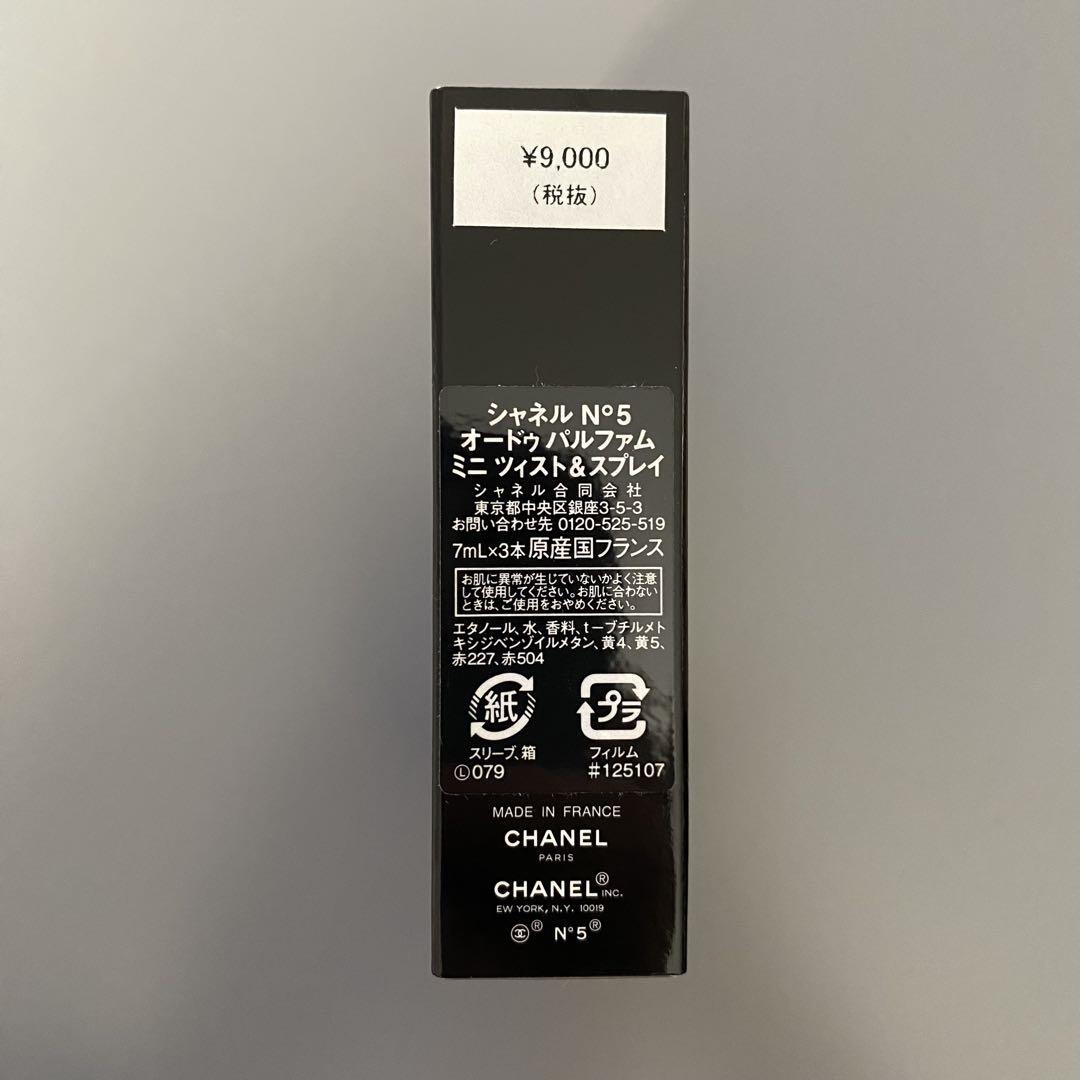 ¥9,000
(税抜)
シャネル N°5
オードゥ パルファム
ミニ ツィスト&スプレイ
シャネル合同会社
東京都中央区銀座3-5-3
お問い合わせ先 0120-525-519
7mL×3本 原産国フランス
お肌に異常が生じていないかよく注意
して使用してください。お肌に合わない
ときは、ご使用をおやめください。
エタノール、水、香料、t-ブチルメト
キシジベンゾイルメタン、黄4、黄5、
赤227、赤504
紙 プラ
スリーブ、箱 フィルム
Ⓛ079 #125107
MADE IN FRANCE
CHANEL
PARIS
CHANEL® INC.
EW YORK, N.Y. 10019
® N°5®